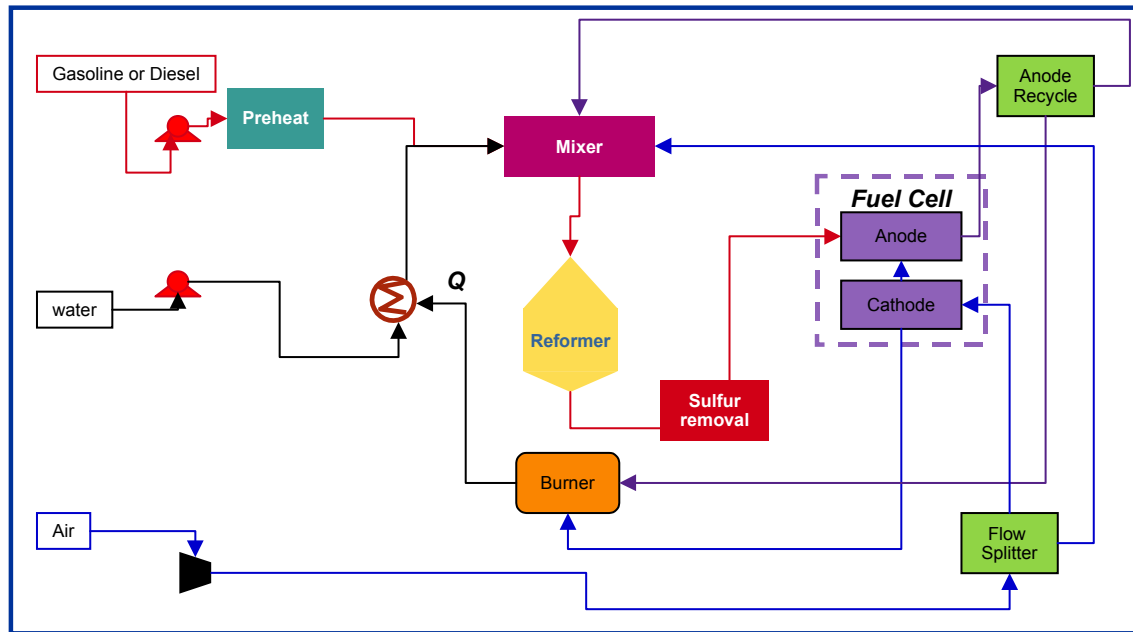 Gasoline or Diesel
Preheat
Mixer
Anode
Recycle
Fuel Cell
Anode
Cathode
water
Q
Reformer
Sulfur
removal
Burner
Air
Flow
Splitter